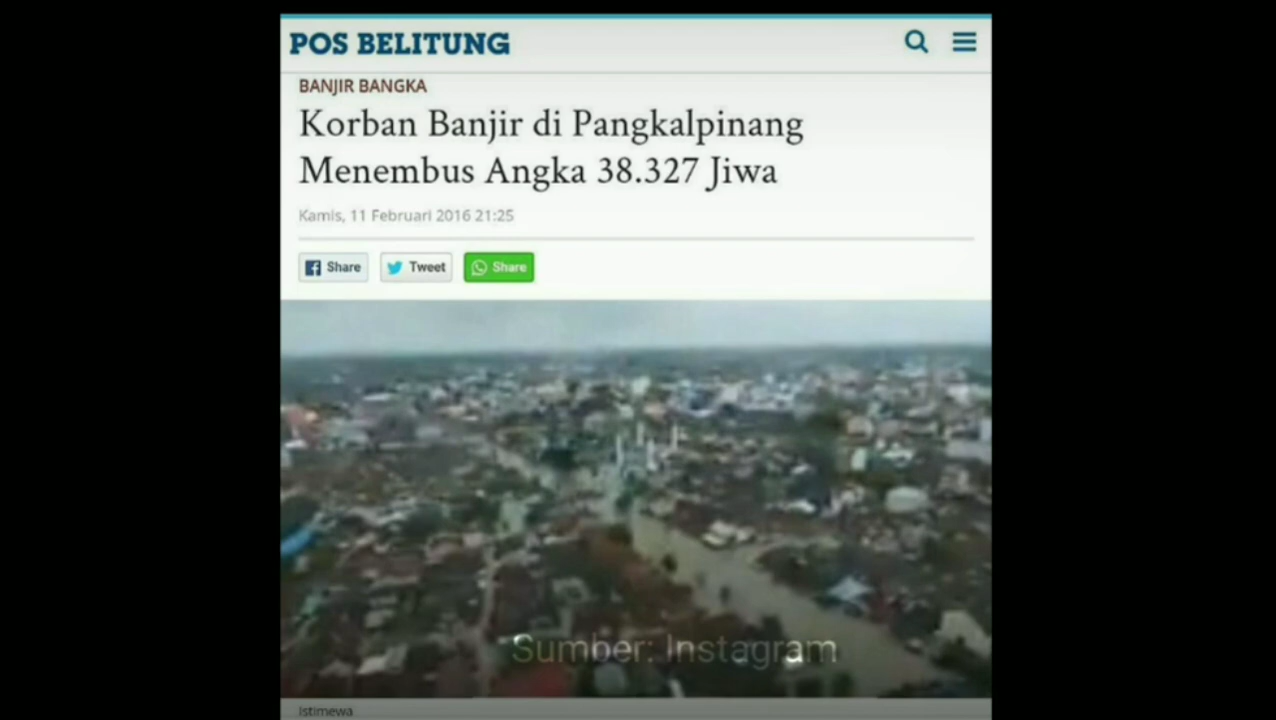 POS BELITUNG
BANJIR BANGKA
Korban Banjir di Pangkalpinang
Menembus Angka 38.327 Jiwa
Kamis, 11 Februari 2016 21:25
Share Tweet Share
Sumber: Instagram
Istimewa